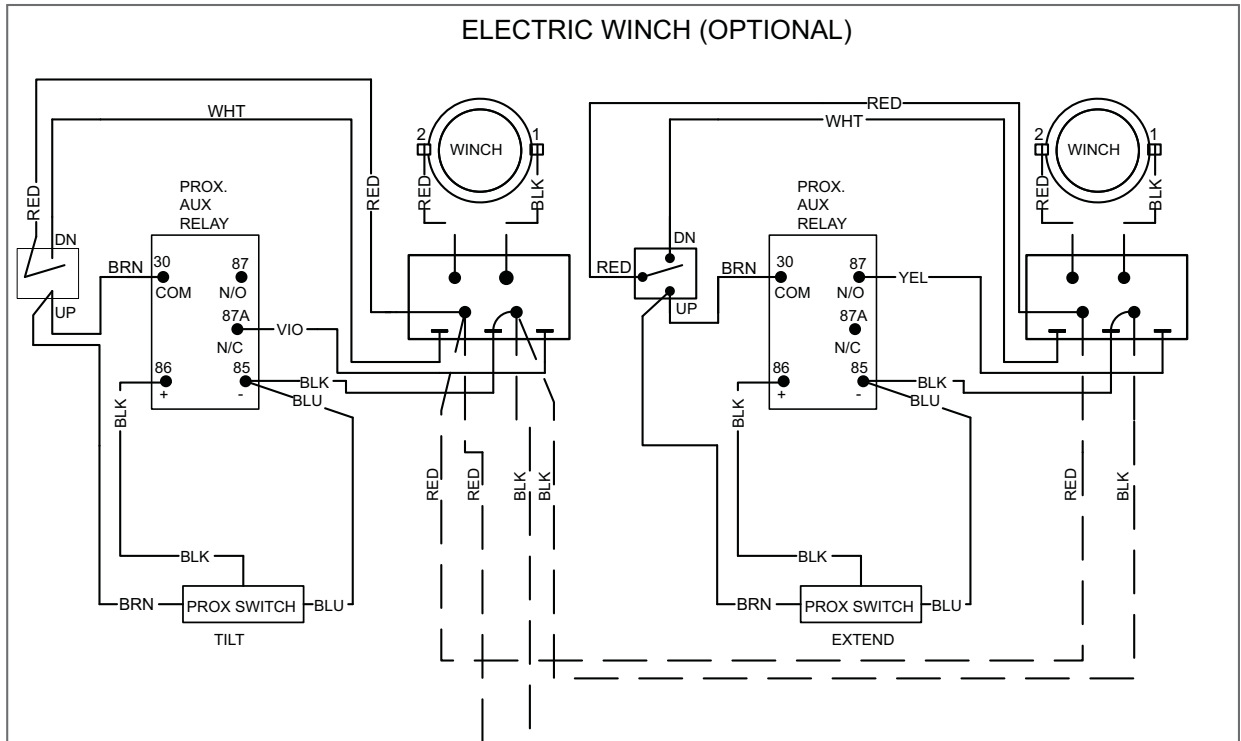 ELECTRIC WINCH (OPTIONAL)
WHT
RED
RED
2
1
WINCH
RED
BLK
PROX.
AUX
RELAY
DN
UP
BRN
30
COM
87
N/O
87A
N/C
VIO
86
+
85
-
BLK
BLU
BLK
BLK
BRN
PROX SWITCH
BLU
TILT
RED
RED
BLK
BLK
RED
WHT
2
1
WINCH
RED
BLK
PROX.
AUX
RELAY
DN
RED
UP
BRN
30
COM
87
N/O
YEL
87A
N/C
86
+
85
-
BLK
BLU
BLK
BLK
BRN
PROX SWITCH
BLU
EXTEND
RED
BLK